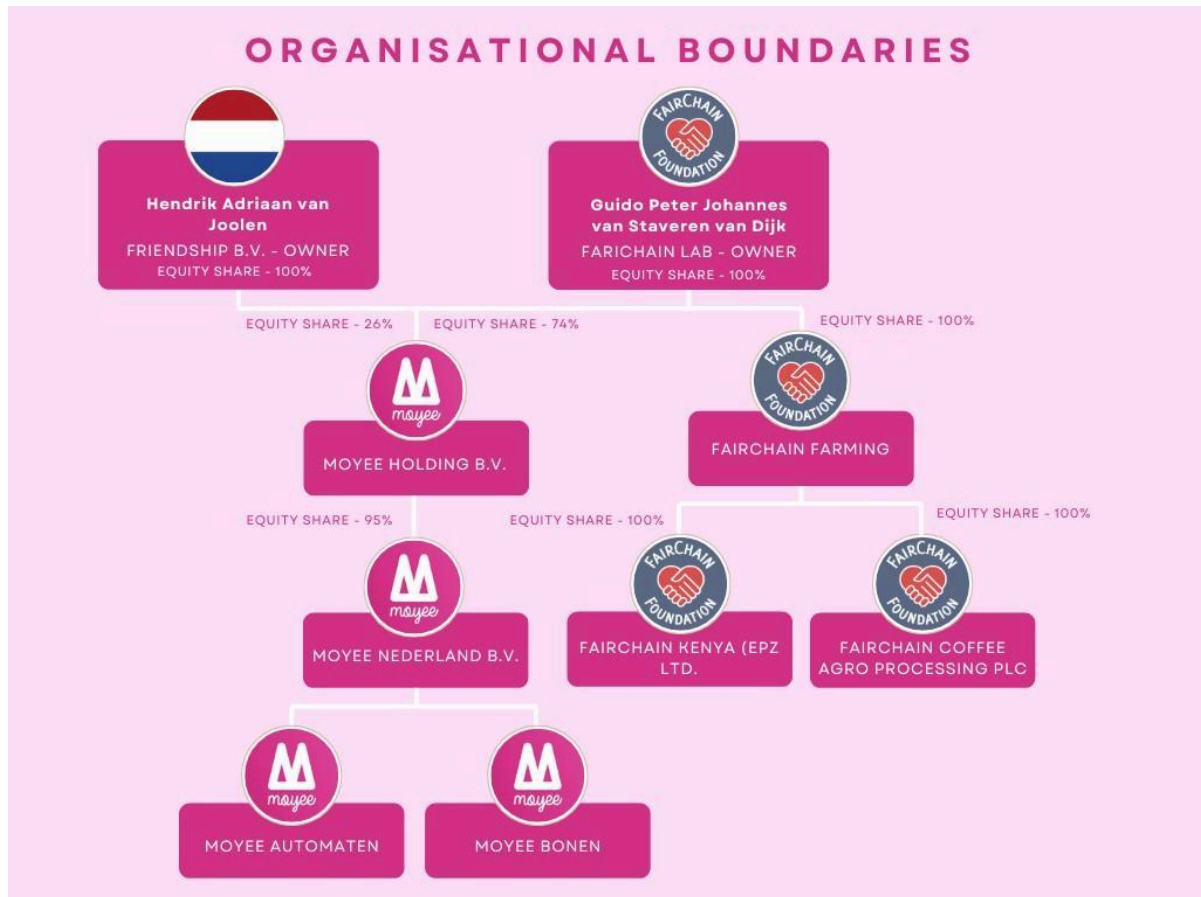 ORGANISATIONAL BOUNDARIES
Hendrik Adriaan van
Joolen
FRIENDSHIP B.V. - OWNER
EQUITY SHARE - 100%
FAIRCHAIN
FOUNDATION
Guido Peter Johannes
van Staveren van Dijk
FARICHAIN LAB - OWNER
EQUITY SHARE - 100%
EQUITY SHARE - 26%
EQUITY SHARE - 74%
EQUITY SHARE - 100%
moyee
MOYEE HOLDING B.V.
FAIRCHAIN
FOUNDATION
FAIRCHAIN FARMING
EQUITY SHARE - 95%
EQUITY SHARE - 100%
EQUITY SHARE - 100%
moyee
MOYEE NEDERLAND B.V.
FAIRCHAIN
FOUNDATION
FAIRCHAIN KENYA (EPZ
LTD.
FAIRCHAIN
FOUNDATION
FAIRCHAIN COFFEE
AGRO PROCESSING PLC
moyee
MOYEE AUTOMATEN
moyee
MOYEE BONEN